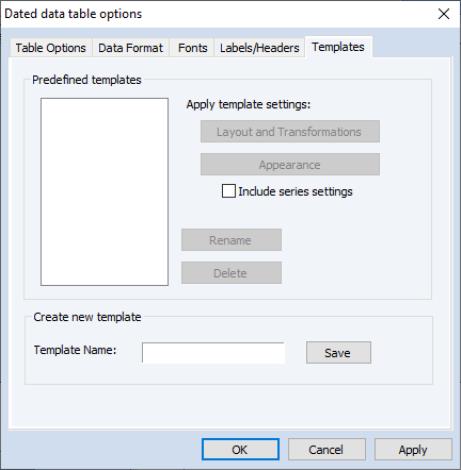 Dated data table options
Table Options Data Format Fonts Labels/Headers Templates
Predefined templates
Apply template settings:
Layout and Transformations
Appearance
Include series settings
Rename
Delete
Create new template
Template Name:
Save
OK Cancel Apply